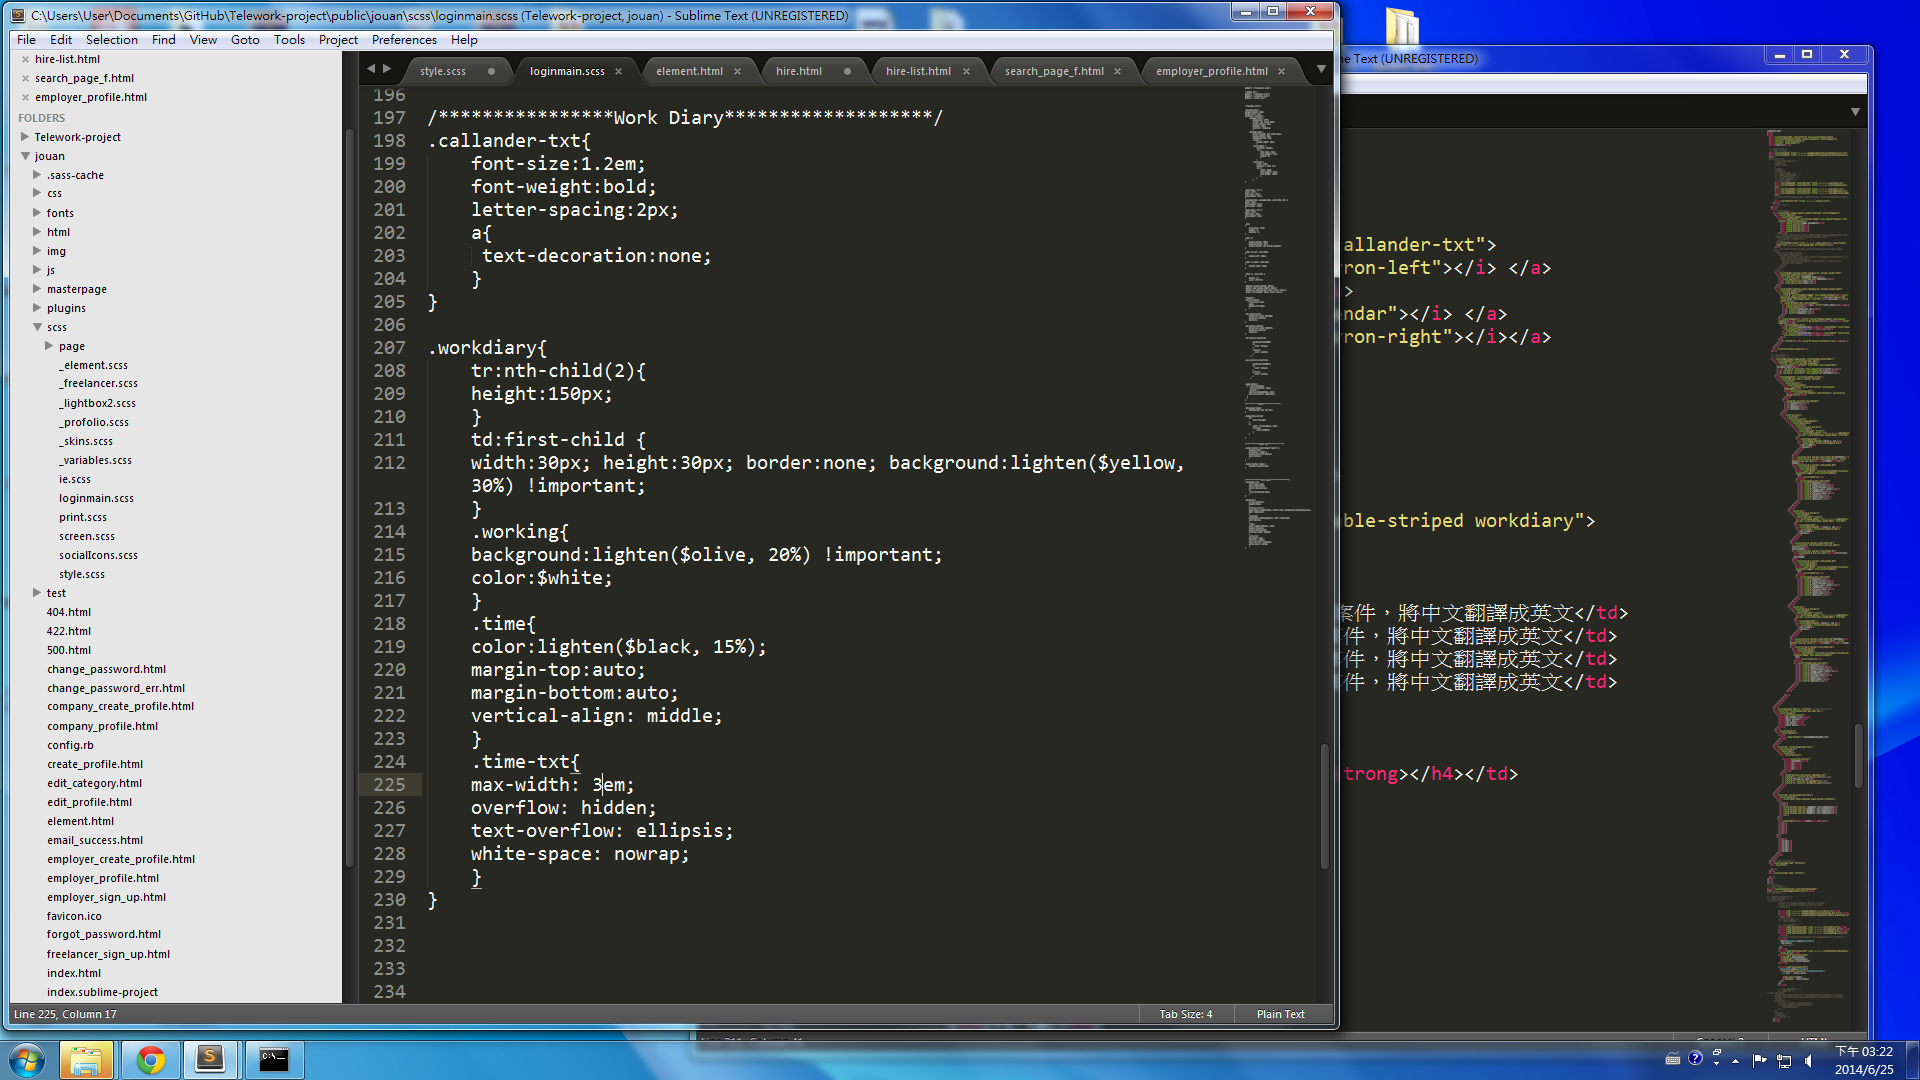 C:\Users\User\Documents\GitHub\Telework-project\public\jouan\scss\loginmain.scss (Telework-project, jouan) - Sublime Text (UNREGISTERED)
File Edit Selection Find View Goto Tools Project Preferences Help
hire-list.html
search_page_f.html
employer_profile.html
FOLDERS
Telework-project
jouan
.sass-cache
css
fonts
html
img
js
masterpage
plugins
scss
page
_element.scss
_freelancer.scss
_lightbox2.scss
_profolio.scss
_skins.scss
_variables.scss
ie.scss
loginmain.scss
print.scss
screen.scss
socialIcons.scss
style.scss
test
404.html
422.html
500.html
change_password.html
change_password_err.html
company_create_profile.html
company_profile.html
config.rb
create_profile.html
edit_category.html
edit_profile.html
element.html
email_success.html
employer_create_profile.html
employer_profile.html
employer_sign_up.html
favicon.ico
forgot_password.html
freelancer_sign_up.html
index.html
index.sublime-project
style.scss loginmain.scss element.html hire.html hire-list.html search_page_f.html employer_profile.html
196
197 /****************Work Diary*******************/
198 .callander-txt{
199 font-size:1.2em;
200 font-weight:bold;
201 letter-spacing:2px;
202 a{
203 text-decoration:none;
204 }
205 }
206
207 .workdiary{
208 tr:nth-child(2){
209 height:150px;
210 }
211 td:first-child {
212 width:30px; height:30px; border:none; background:lighten($yellow,
30%) !important;
213 }
214 .working{
215 background:lighten($olive, 20%) !important;
216 color:$white;
217 }
218 .time{
219 color:lighten($black, 15%);
220 margin-top:auto;
221 margin-bottom:auto;
222 vertical-align: middle;
223 }
224 .time-txt{
225 max-width: 3em;
226 overflow: hidden;
227 text-overflow: ellipsis;
228 white-space: nowrap;
229 }
230 }
231
232
233
234
Line 225, Column 17
Tab Size: 4 Plain Text
Text (UNREGISTERED)
allander-txt">
ron-left"></i> </a>
>
ndar"></i> </a>
ron-right"></i></a>
ble-striped workdiary">
案件，將中文翻譯成英文</td>
件，將中文翻譯成英文</td>
件，將中文翻譯成英文</td>
件，將中文翻譯成英文</td>
trong></h4></td>
下午 03:22
2014/6/25